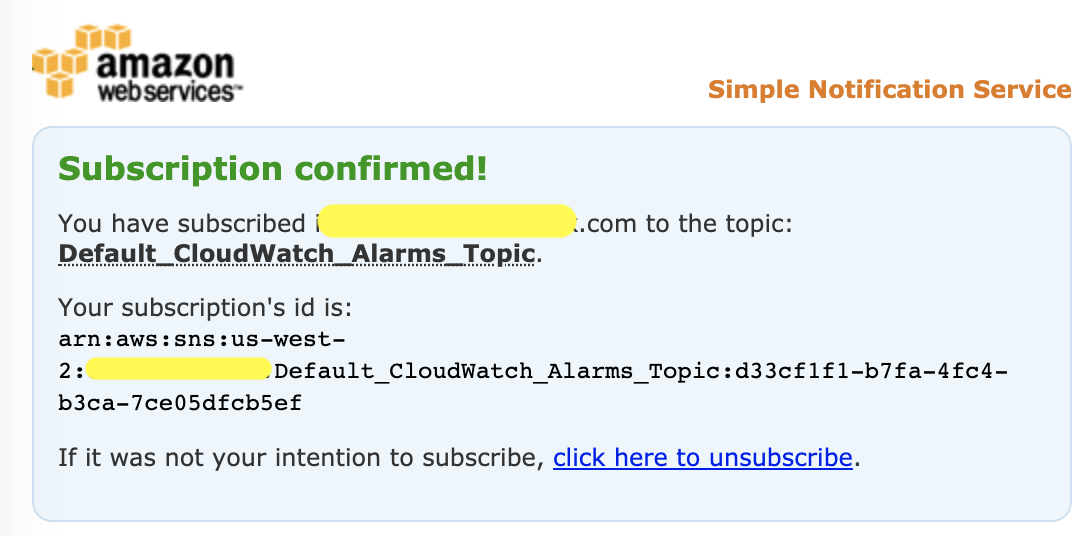 amazon
webservices™
Simple Notification Service
Subscription confirmed!
You have subscribed .com to the topic:
Default_CloudWatch_Alarms_Topic.
Your subscription's id is:
arn:aws:sns:us-west-
2: :Default_CloudWatch_Alarms_Topic:d33cf1f1-b7fa-4fc4-
b3ca-7ce05dfcb5ef
If it was not your intention to subscribe, click here to unsubscribe.